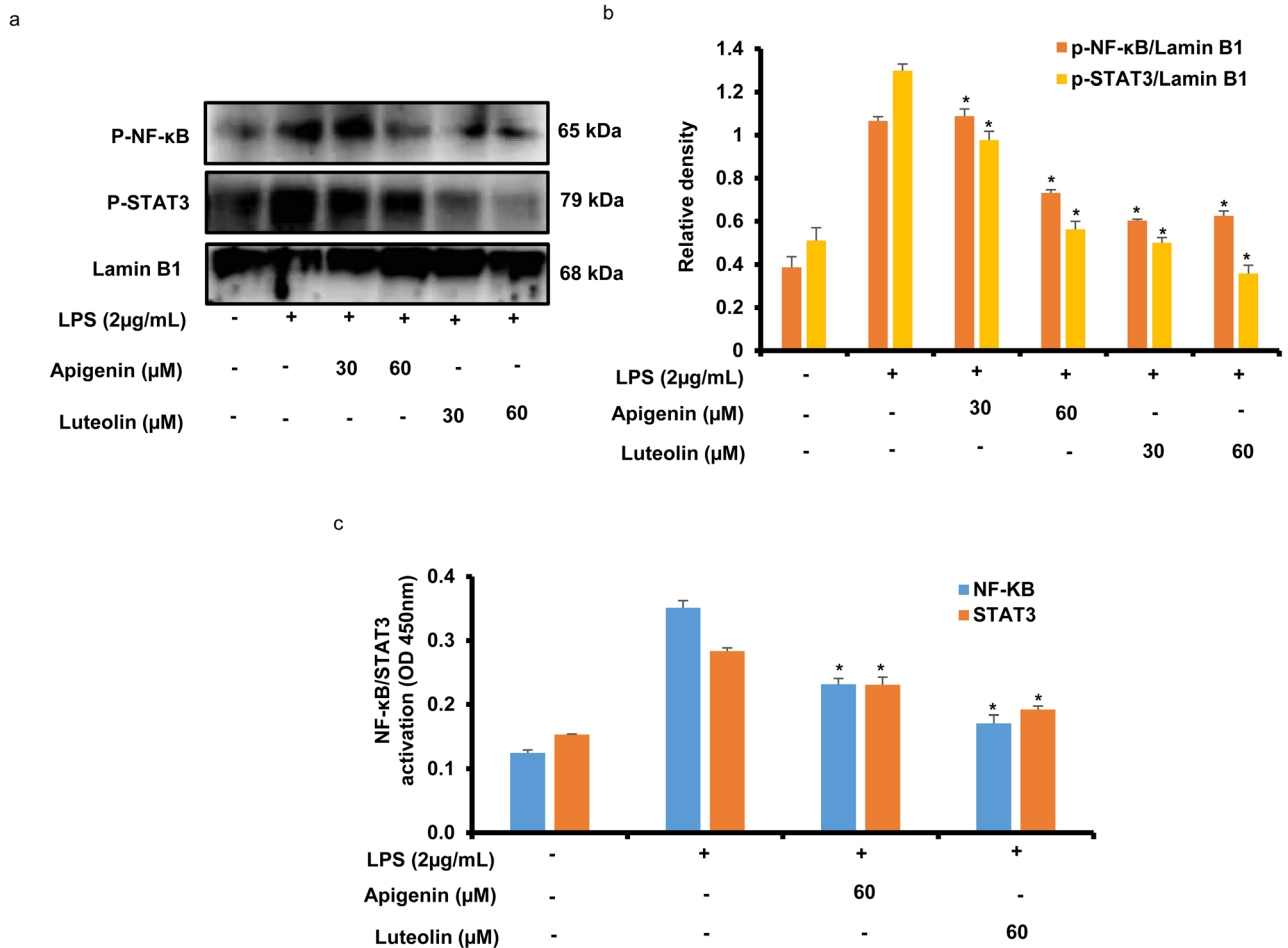 a
P-NF-κB
65 kDa
P-STAT3
79 kDa
Lamin B1
68 kDa
LPS (2µg/mL) - + + + + +
Apigenin (µM) - - 30 60 - -
Luteolin (µM) - - - - 30 60
b
p-NF-κB/Lamin B1
p-STAT3/Lamin B1
Relative density
1.4
1.2
1
0.8
0.6
0.4
0.2
0
* * * * * * * *
LPS (2µg/mL) - + + + + +
Apigenin (µM) - - 30 60 - -
Luteolin (µM) - - - - 30 60
c
NF-κB/STAT3
activation (OD 450nm)
0.4
0.3
0.2
0.1
0.0
NF-KB
STAT3
* * * *
LPS (2µg/mL) - + + +
Apigenin (µM) - - 60 -
Luteolin (µM) - - - 60